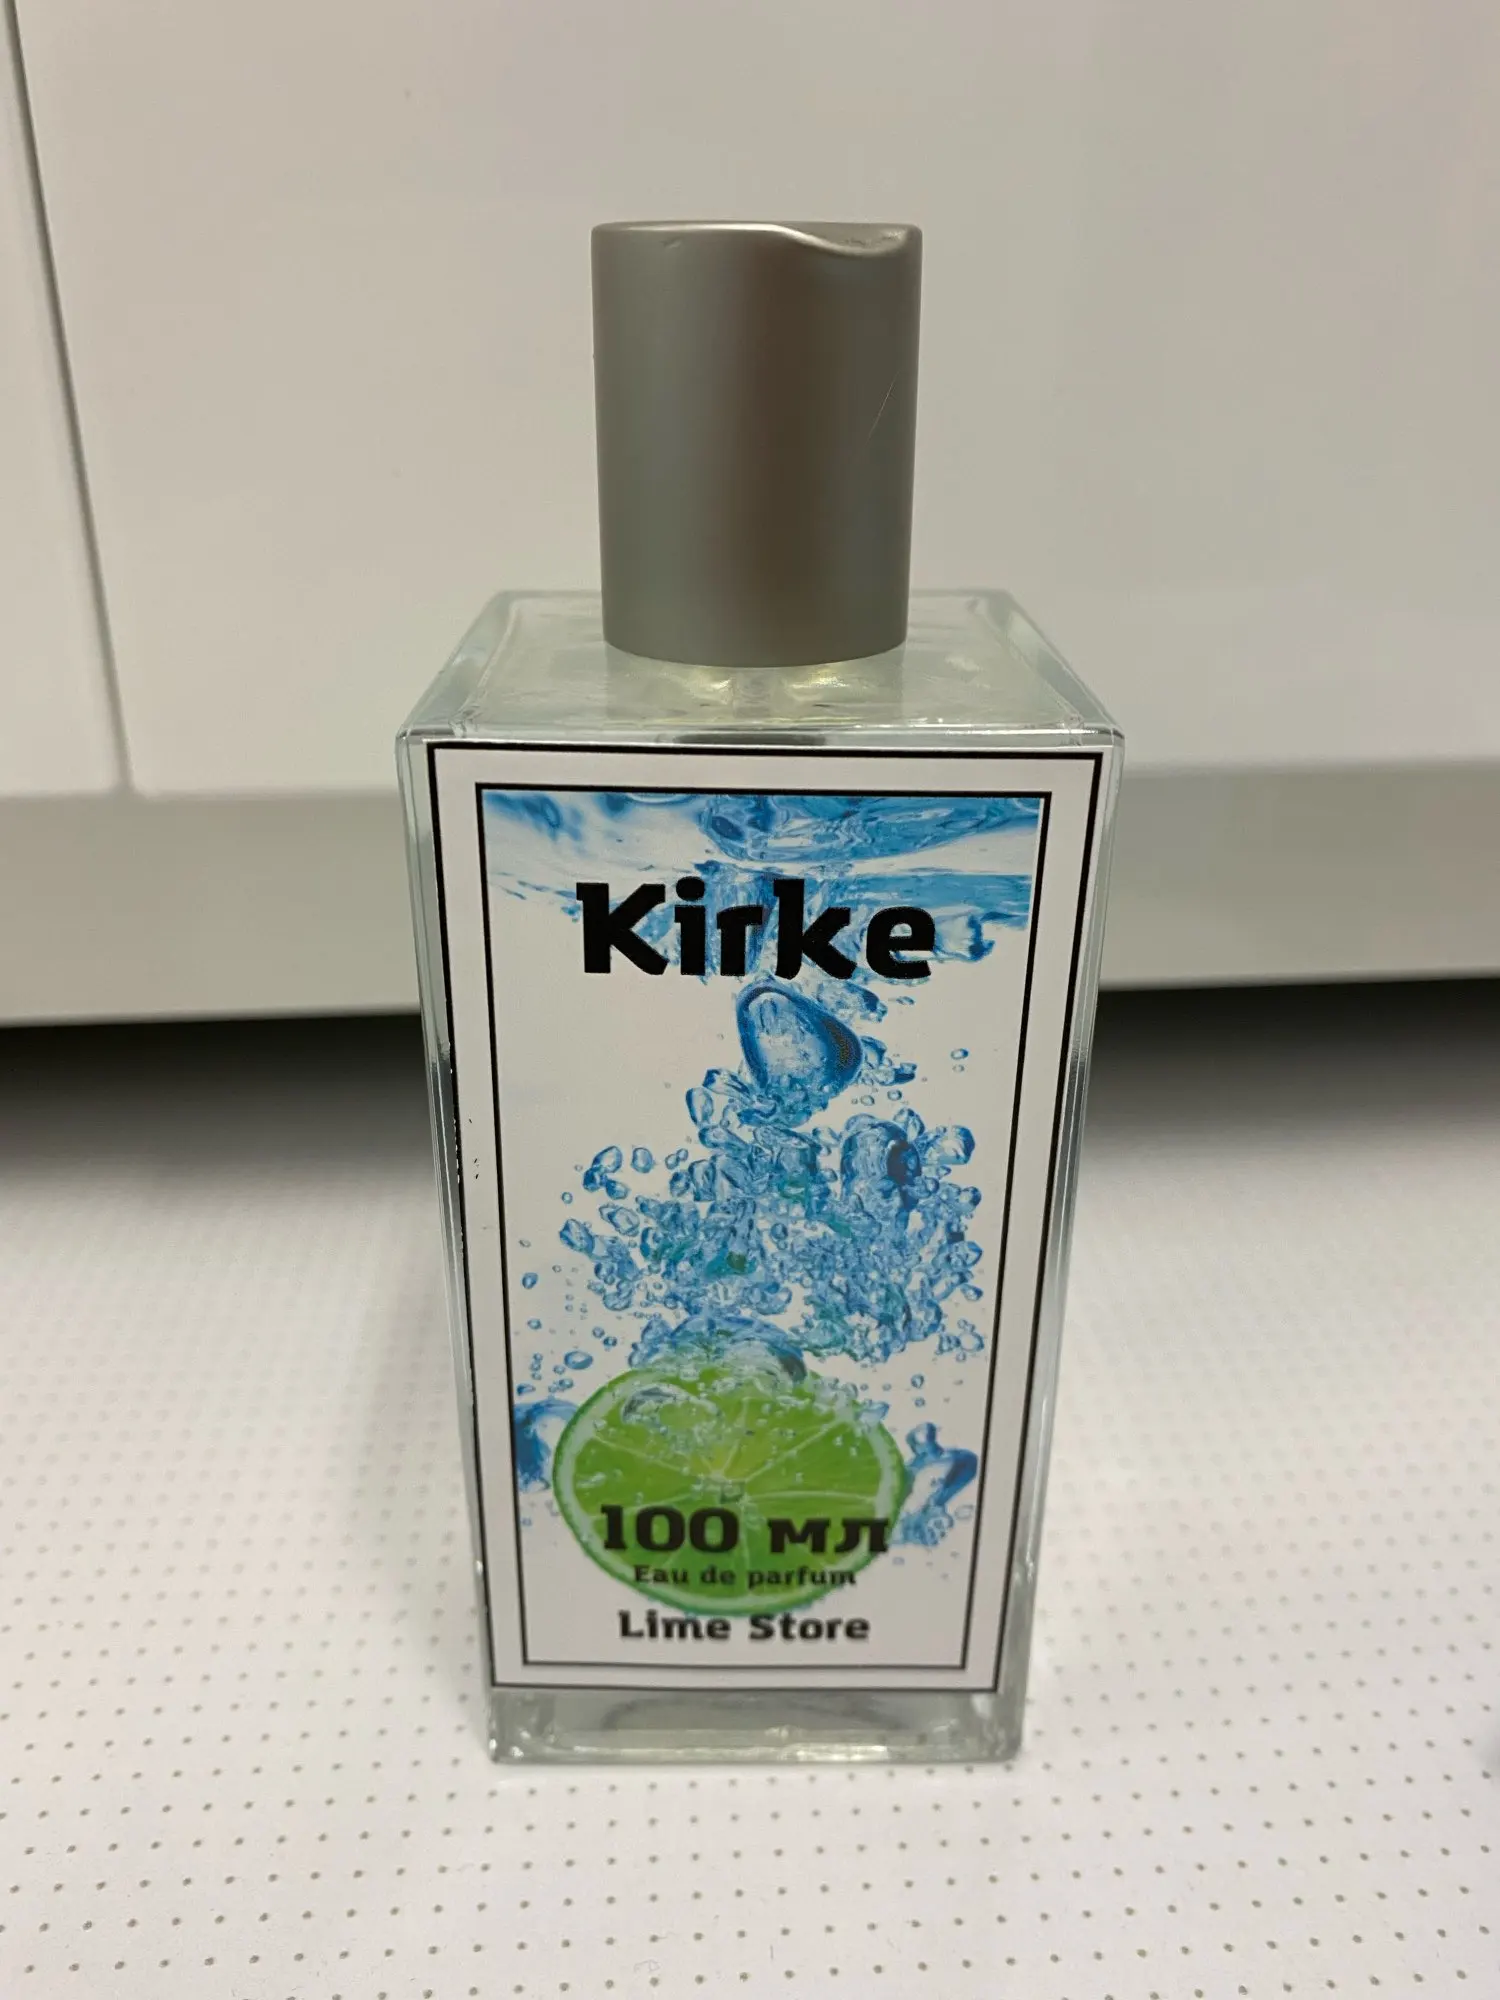 Kirke
100 мл
Eau de parfum
Lime Store